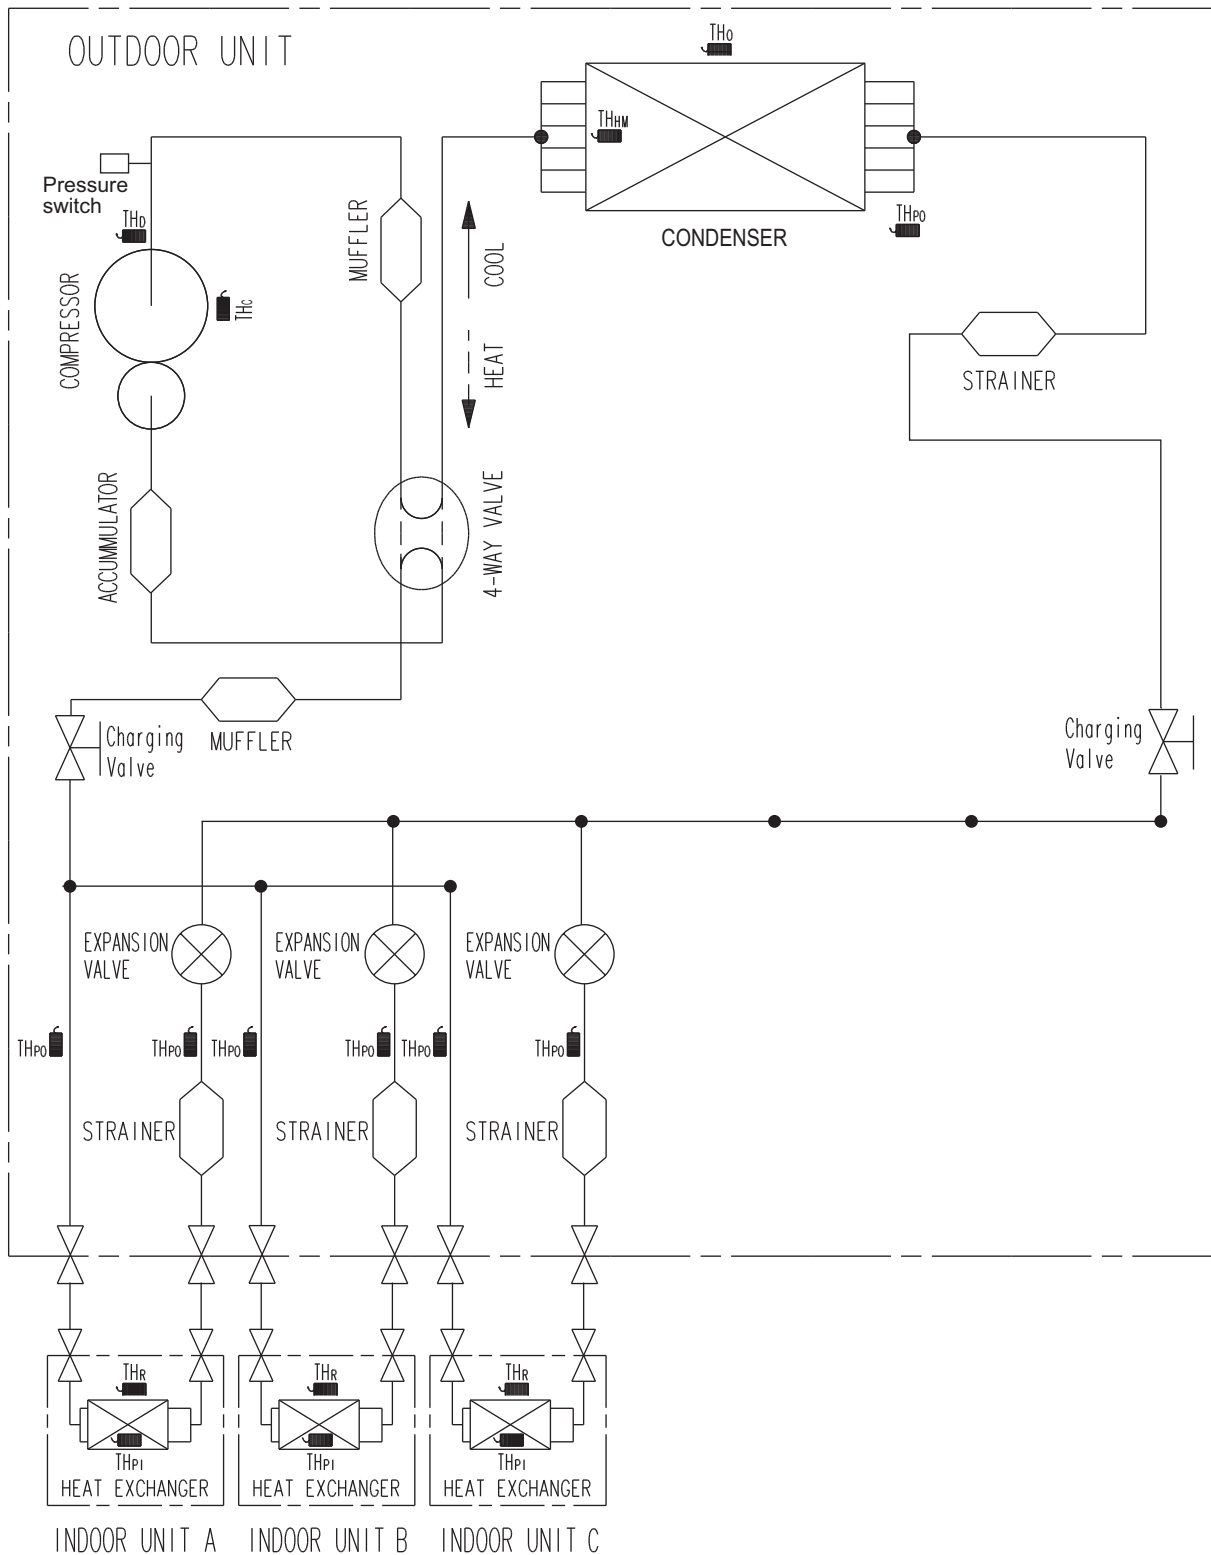 OUTDOOR UNIT
THO
THHM
Pressure
switch
THD
MUFFLER
COOL
THPO
CONDENSER
COMPRESSOR
THC
HEAT
STRAINER
ACCUMMULATOR
4-WAY VALVE
Charging
Valve
MUFFLER
Charging
Valve
EXPANSION
VALVE
EXPANSION
VALVE
EXPANSION
VALVE
THPO
THPO
THPO
THPO
THPO
THPO
STRAINER
STRAINER
STRAINER
THR
THR
THR
THPI
THPI
THPI
HEAT EXCHANGER
HEAT EXCHANGER
HEAT EXCHANGER
INDOOR UNIT A
INDOOR UNIT B
INDOOR UNIT C